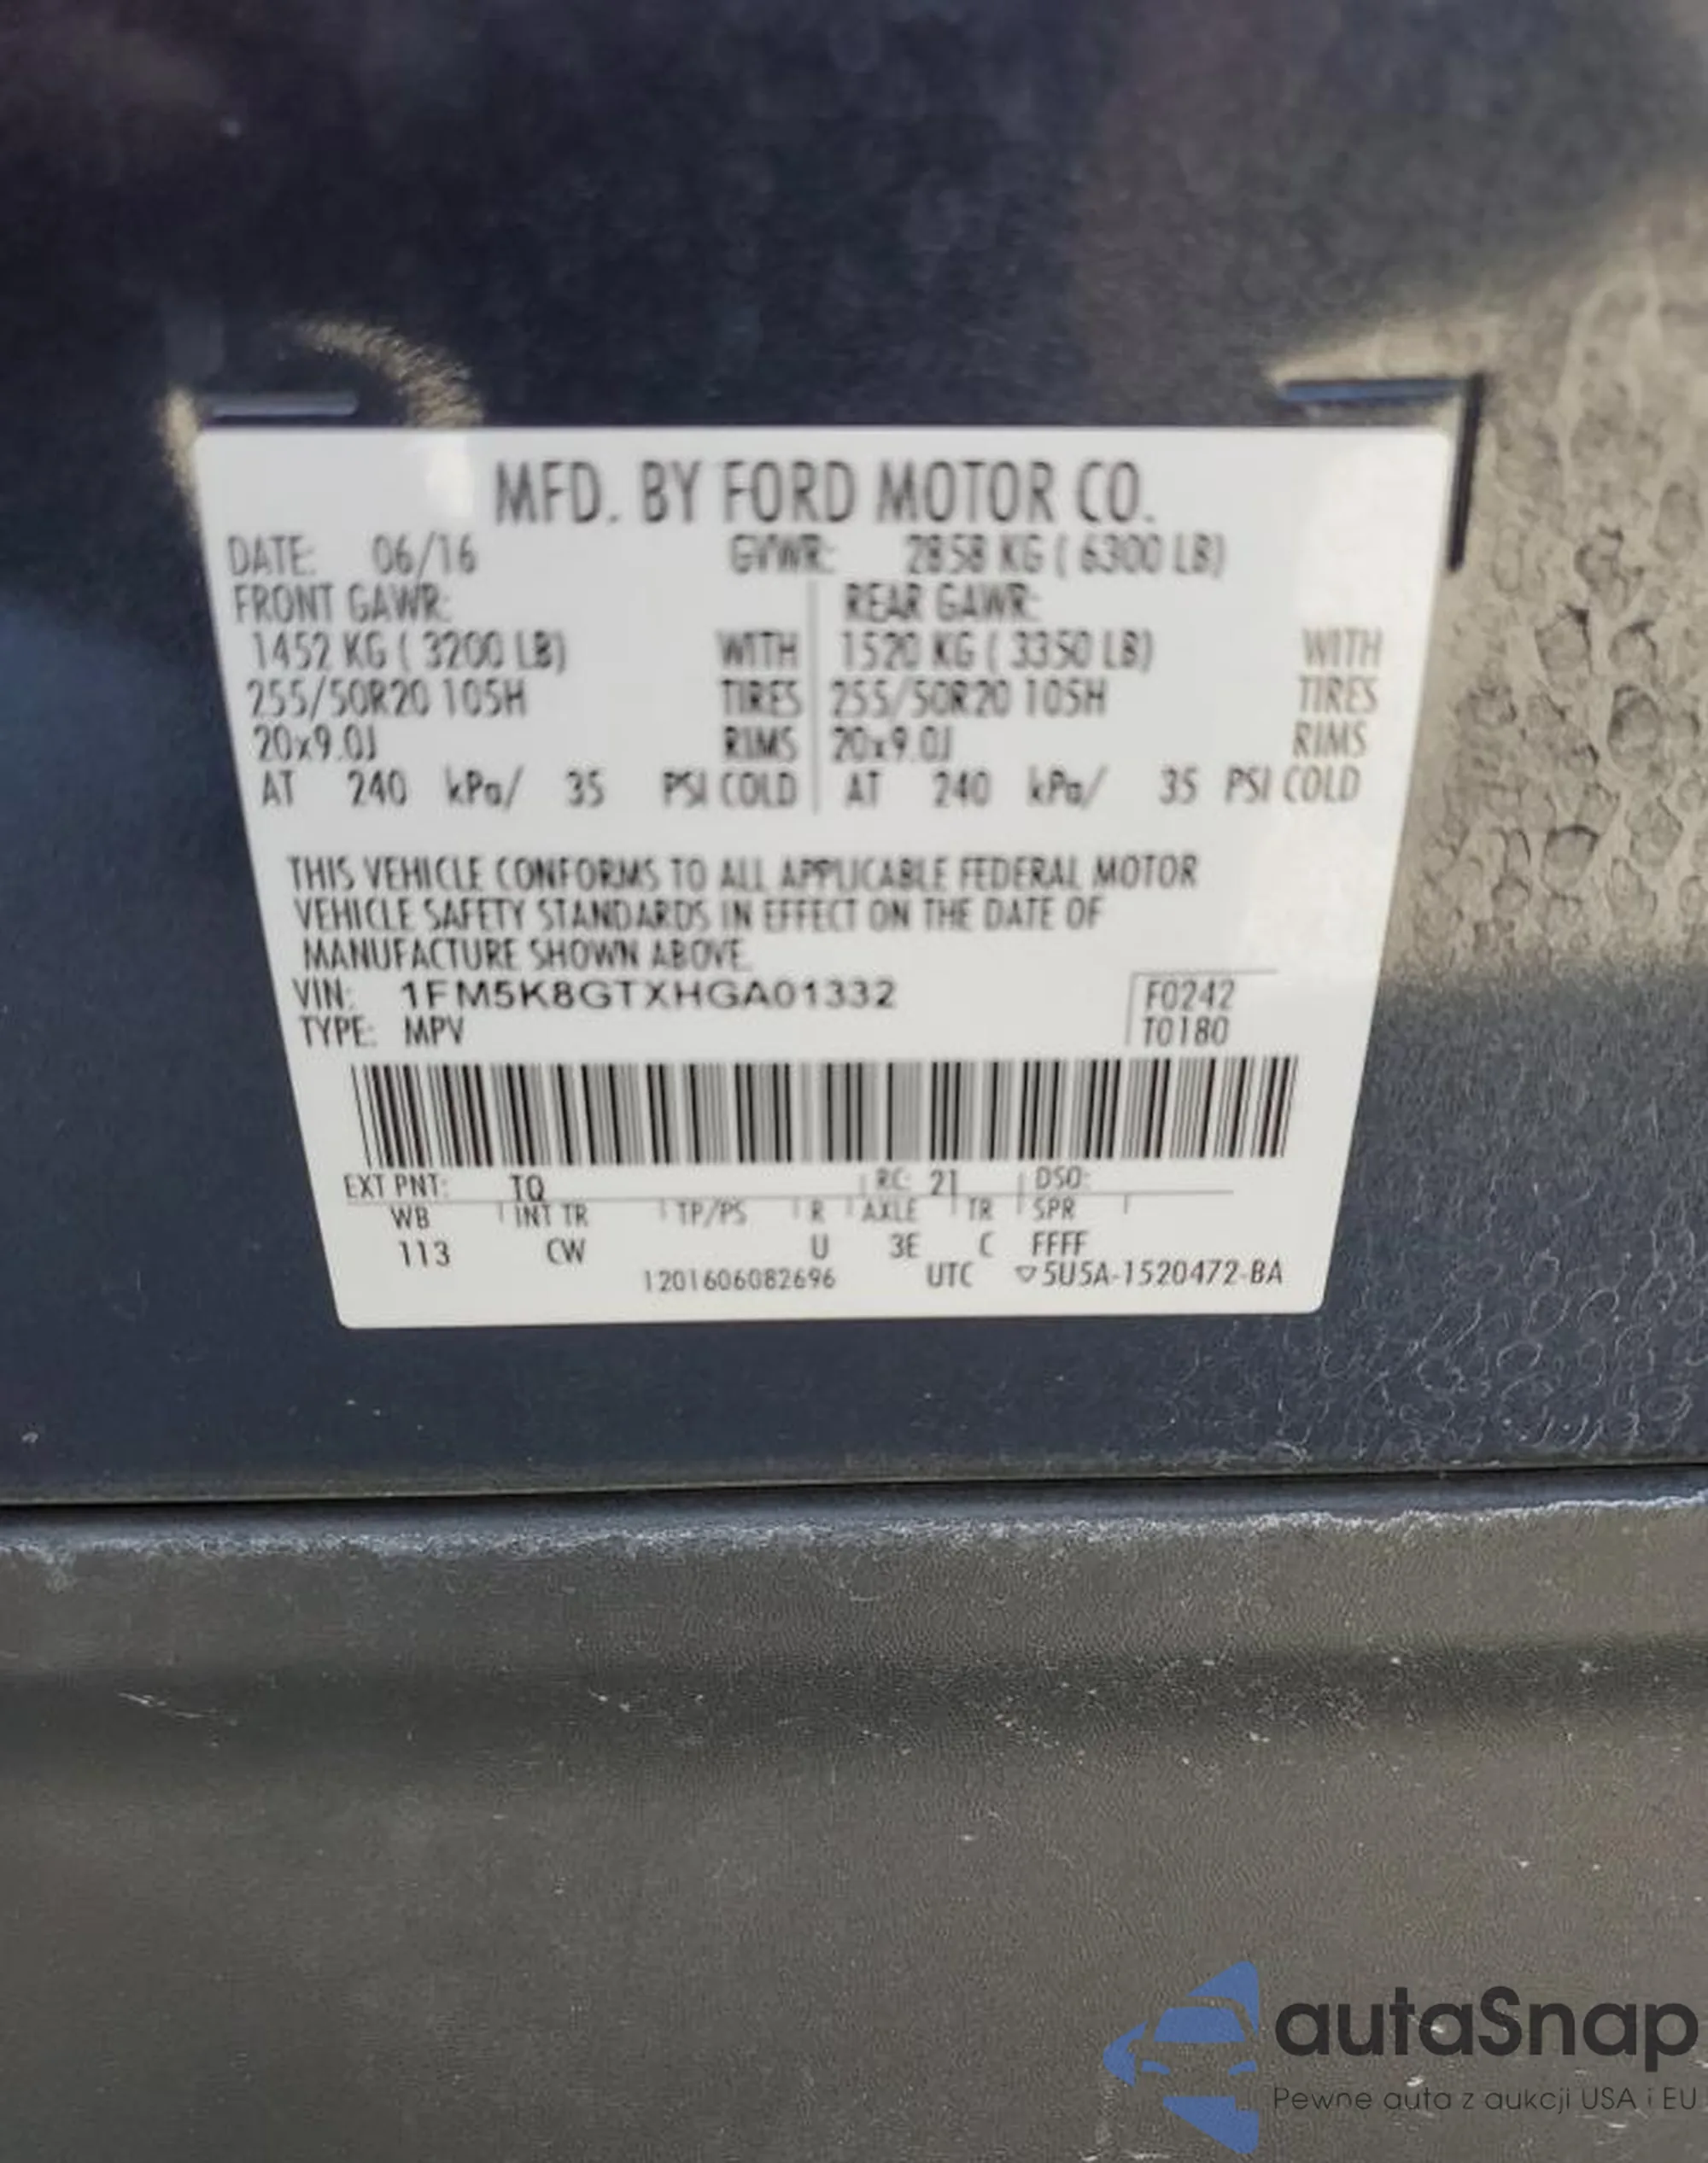 MFD. BY FORD MOTOR CO.
DATE: 06/16 GVWR: 2858 KG ( 6300 LB)
FRONT GAWR: REAR GAWR:
1452 KG ( 3200 LB) WITH 1520 KG ( 3350 LB) WITH
255/50R20 105H TIRES 255/50R20 105H TIRES
20x9.0J RIMS 20x9.0J RIMS
AT 240 kPa/ 35 PSI COLD AT 240 kPa/ 35 PSI COLD
THIS VEHICLE CONFORMS TO ALL APPLICABLE FEDERAL MOTOR
VEHICLE SAFETY STANDARDS IN EFFECT ON THE DATE OF
MANUFACTURE SHOWN ABOVE.
VIN: 1FM5K8GTXHGA01332 F0242
TYPE: MPV T0180
EXT PNT: TQ RC: 21 DSO:
WB INT TR TP/PS R AXLE TR SPR
113 CW U 3E C FFFF
1201606082696 UTC ▽5U5A-1520472-BA
autaSnap
Pewne auta z aukcji USA i EU